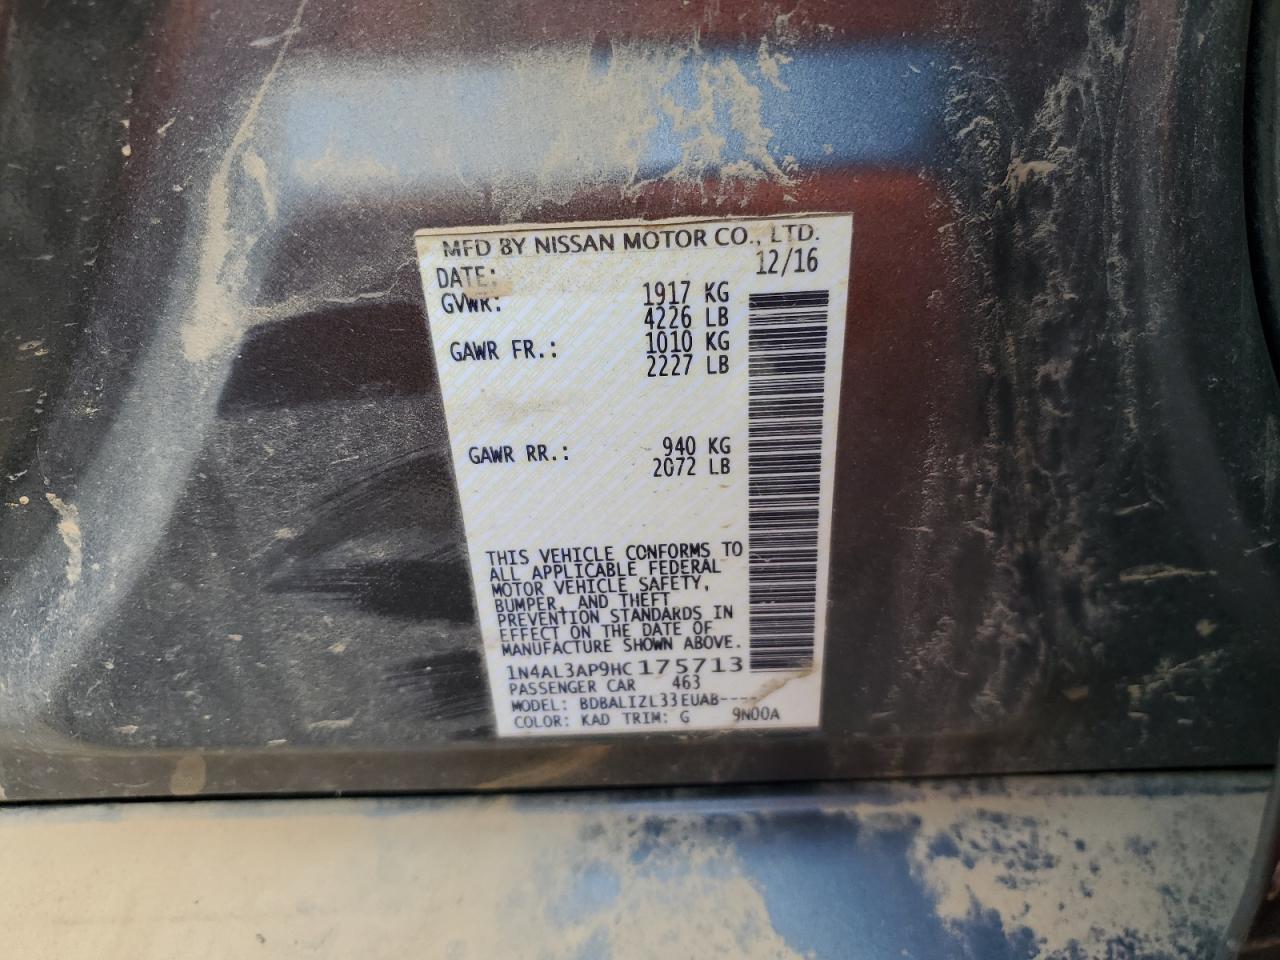 MFD BY NISSAN MOTOR CO., LTD.
DATE: 12/16
GVWR: 1917 KG
4226 LB
GAWR FR.: 1010 KG
2227 LB
GAWR RR.: 940 KG
2072 LB
THIS VEHICLE CONFORMS TO
ALL APPLICABLE FEDERAL
MOTOR VEHICLE SAFETY,
BUMPER, AND THEFT
PREVENTION STANDARDS IN
EFFECT ON THE DATE OF
MANUFACTURE SHOWN ABOVE.
1N4AL3AP9HC175713
PASSENGER CAR 463
MODEL: BDBALIZL33EUAB----
COLOR: KAD TRIM: G 9N00A